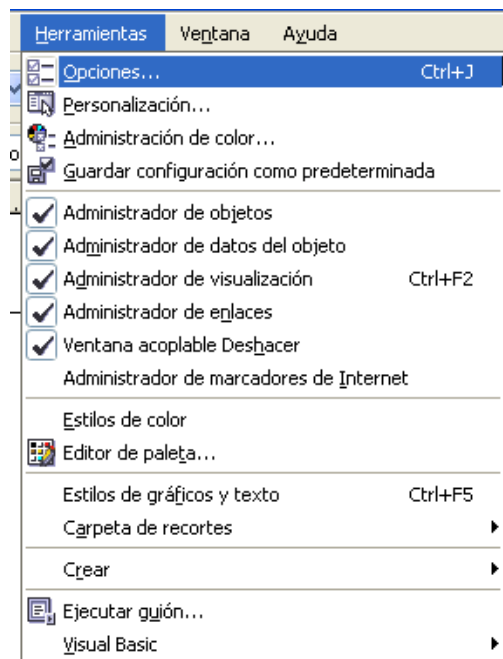 Herramientas Ventana Ayuda
Opciones... Ctrl+J
Personalización...
Administración de color...
Guardar configuración como predeterminada
Administrador de objetos
Administrador de datos del objeto
Administrador de visualización Ctrl+F2
Administrador de enlaces
Ventana acoplable Deshacer
Administrador de marcadores de Internet
Estilos de color
Editor de paleta...
Estilos de gráficos y texto Ctrl+F5
Carpeta de recortes
Crear
Ejecutar guión...
Visual Basic